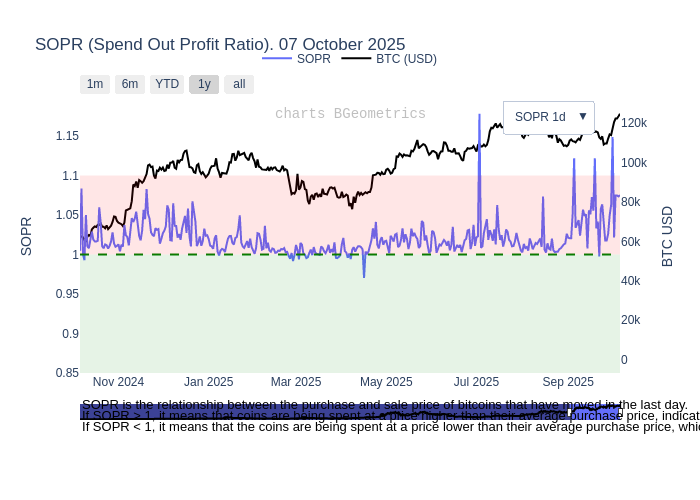 SOPR (Spend Out Profit Ratio). 07 October 2025
SOPR
BTC (USD)
1m
6m
YTD
1y
all
charts BGeometrics
SOPR 1d ▼
1.15
1.1
1.05
1
0.95
0.9
0.85
SOPR
120k
100k
80k
60k
40k
20k
0
BTC USD
Nov 2024
Jan 2025
Mar 2025
May 2025
Jul 2025
Sep 2025
SOPR is the relationship between the purchase and sale price of bitcoins that have moved in the last day.
If SOPR > 1, it means that coins are being spent at a price higher than their average purchase price, indicat
If SOPR < 1, it means that the coins are being spent at a price lower than their average purchase price, whic